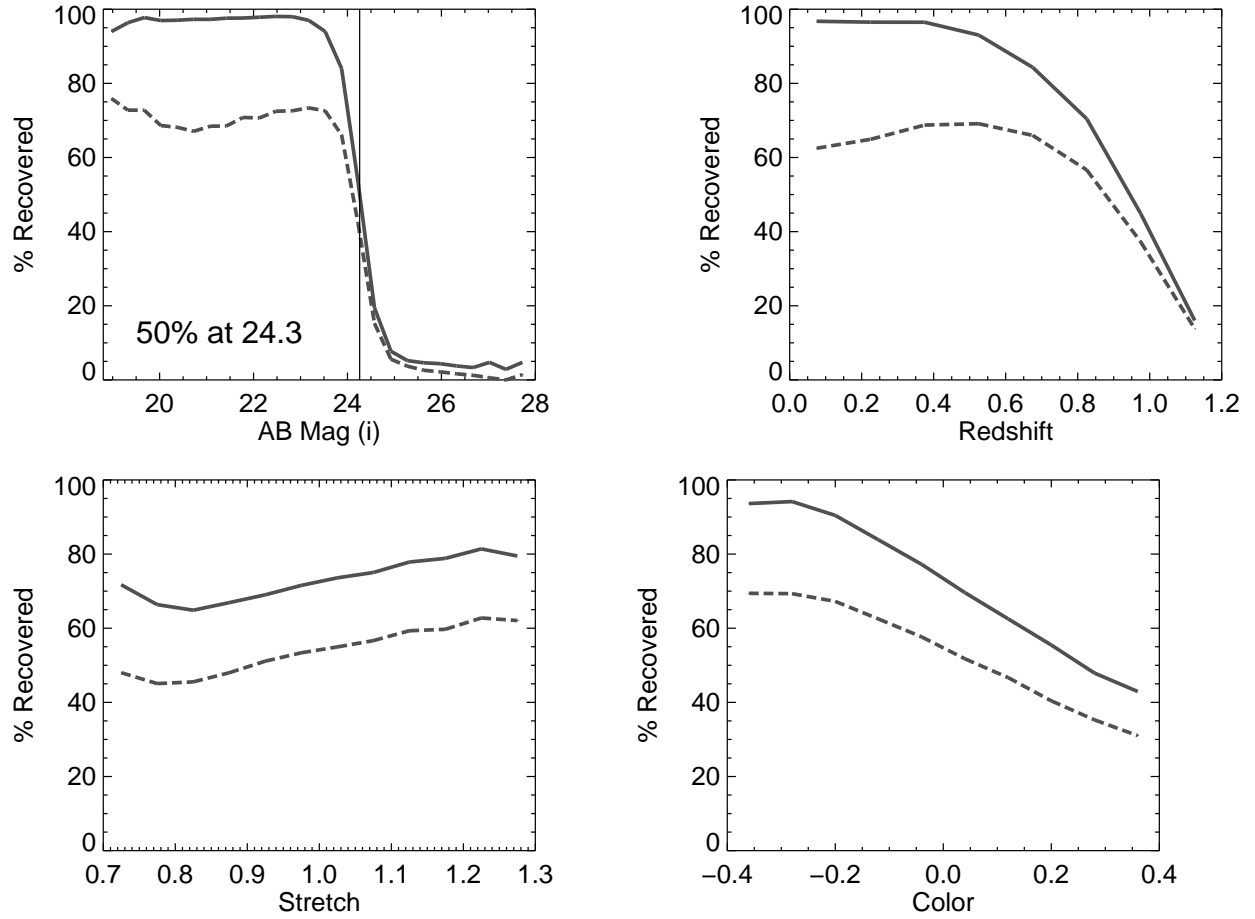 100
80
60
40
20
0
% Recovered
50% at 24.3
20 22 24 26 28
AB Mag (i)
100
80
60
40
20
0
% Recovered
0.0 0.2 0.4 0.6 0.8 1.0 1.2
Redshift
100
80
60
40
20
0
% Recovered
0.7 0.8 0.9 1.0 1.1 1.2 1.3
Stretch
100
80
60
40
20
0
% Recovered
−0.4 −0.2 0.0 0.2 0.4
Color